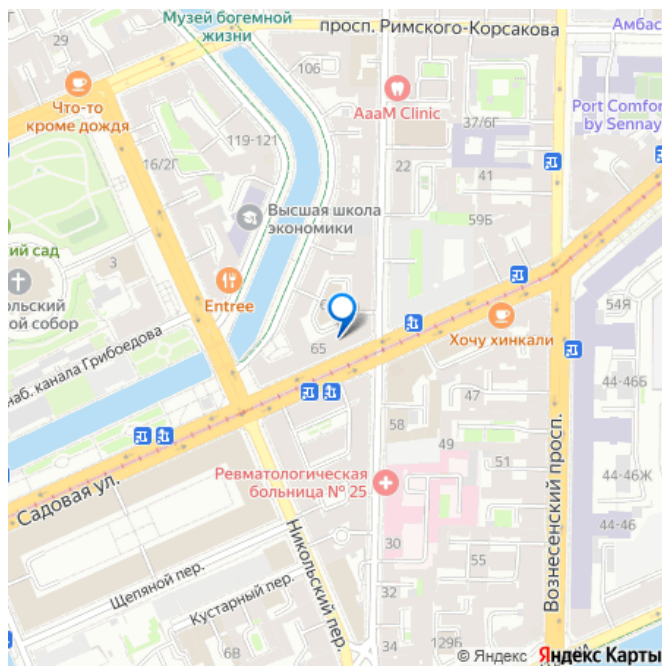 Музей богемной
жизни
просп. Римского-Корсакова
Амбас
29
106
Что-то
кроме дождя
AaaM Clinic
Port Comfor
by Sennay
37/6Г
119-121
16/2Г
22
41
Высшая школа
экономики
59Б
ий сад
3
льский
ой собор
Entree
54Я
Хочу хинкали
наб. канала Грибоедова
65
44-46Б
47
58
49
Садовая ул.
Ревматологическая
больница № 25
51
Вознесенский просп.
44-46Ж
Никольский пер.
44-46
30
55
Щепяной пер.
Кустарный пер.
32
6В
34
129Б
© Яндекс Яндекс Карты